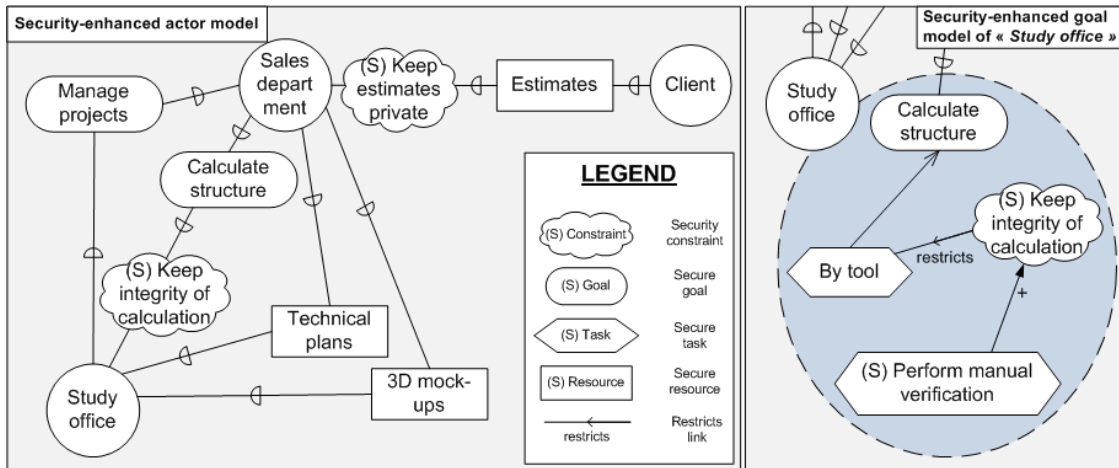 Security-enhanced actor model
Sales
depart
ment
(S) Keep
estimates
private
Estimates
Client
Manage
projects
Calculate
structure
(S) Keep
integrity of
calculation
Technical
plans
3D mock-
ups
Study
office
LEGEND
(S) Constraint
Security
constraint
(S) Goal
Secure
goal
(S) Task
Secure
task
(S) Resource
Secure
resource
restricts
Restricts
link
Security-enhanced goal
model of « Study office »
Study
office
Calculate
structure
(S) Keep
integrity of
calculation
restricts
By tool
+
(S) Perform manual
verification